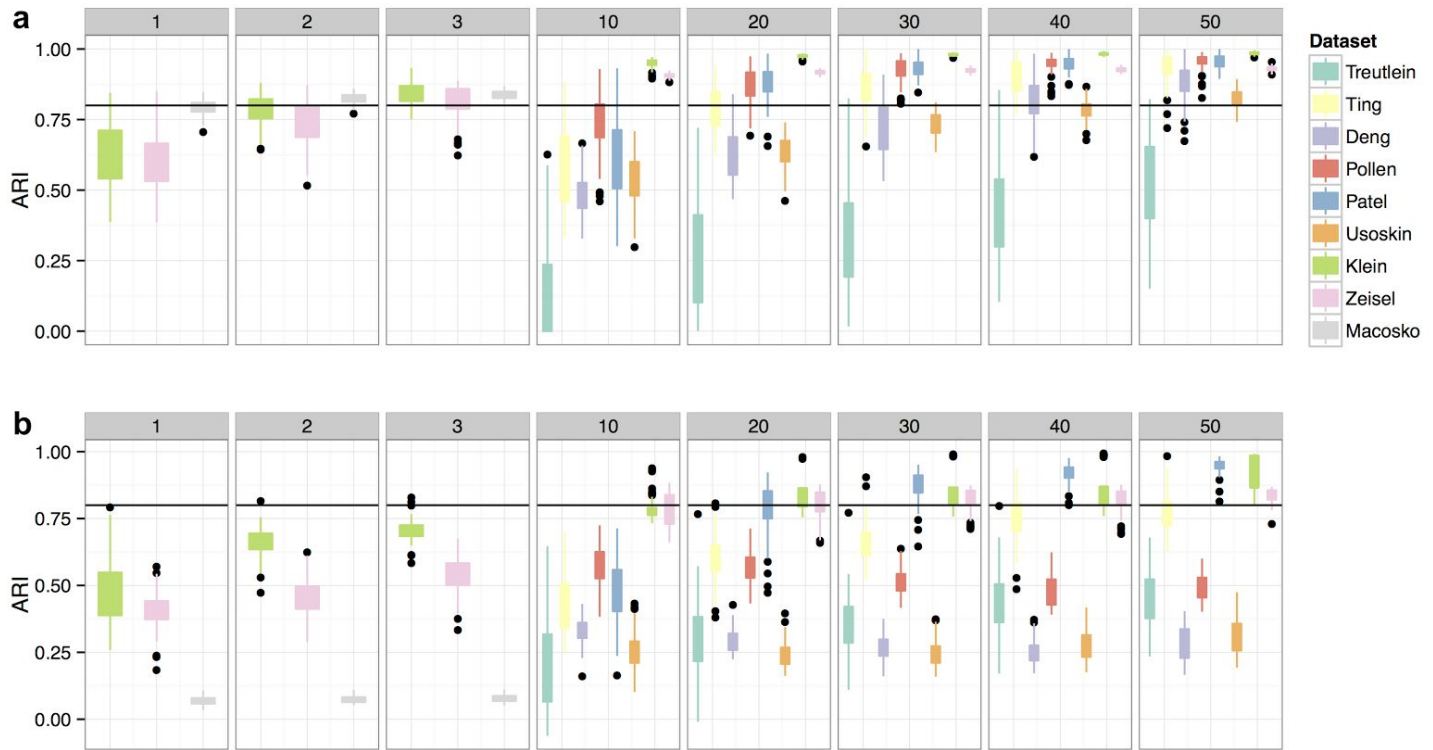 a
1 2 3 10 20 30 40 50
1.00
0.75
0.50
0.25
0.00
ARI
Dataset
Treutlein
Ting
Deng
Pollen
Patel
Usoskin
Klein
Zeisel
Macosko
b
1 2 3 10 20 30 40 50
1.00
0.75
0.50
0.25
0.00
ARI